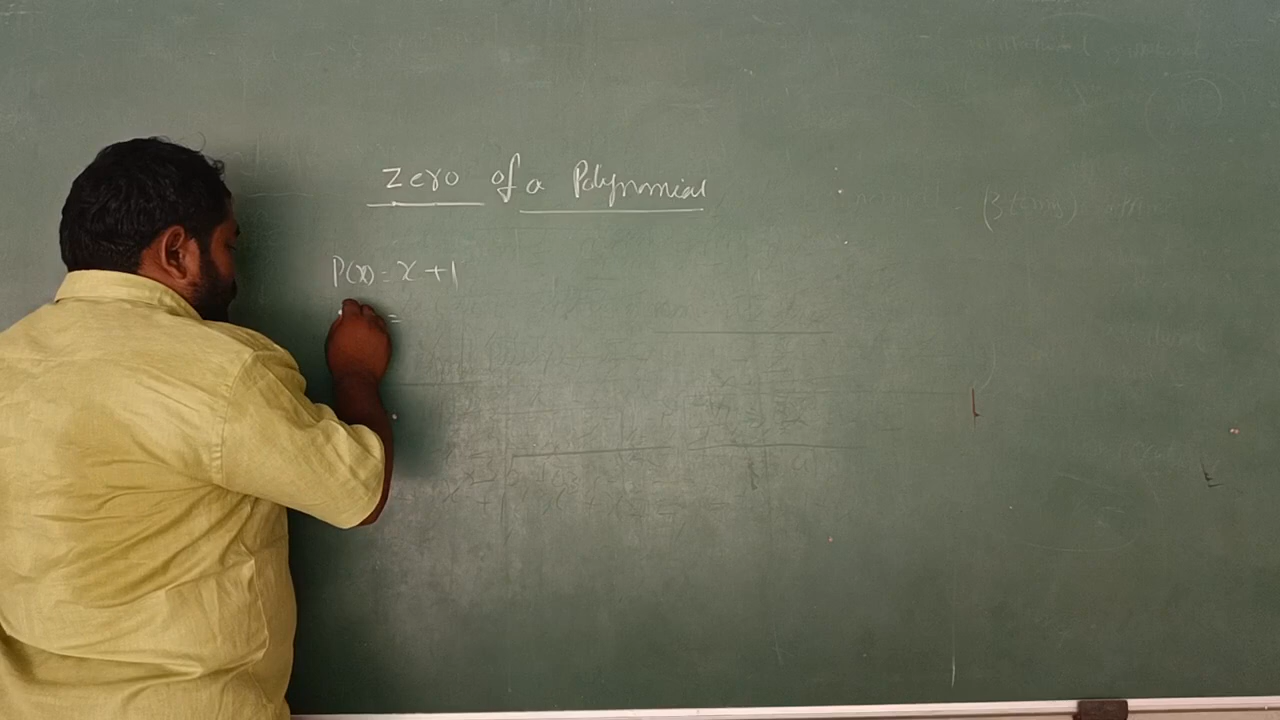 Zero of a Polynomial
P(x) = x + 1
=